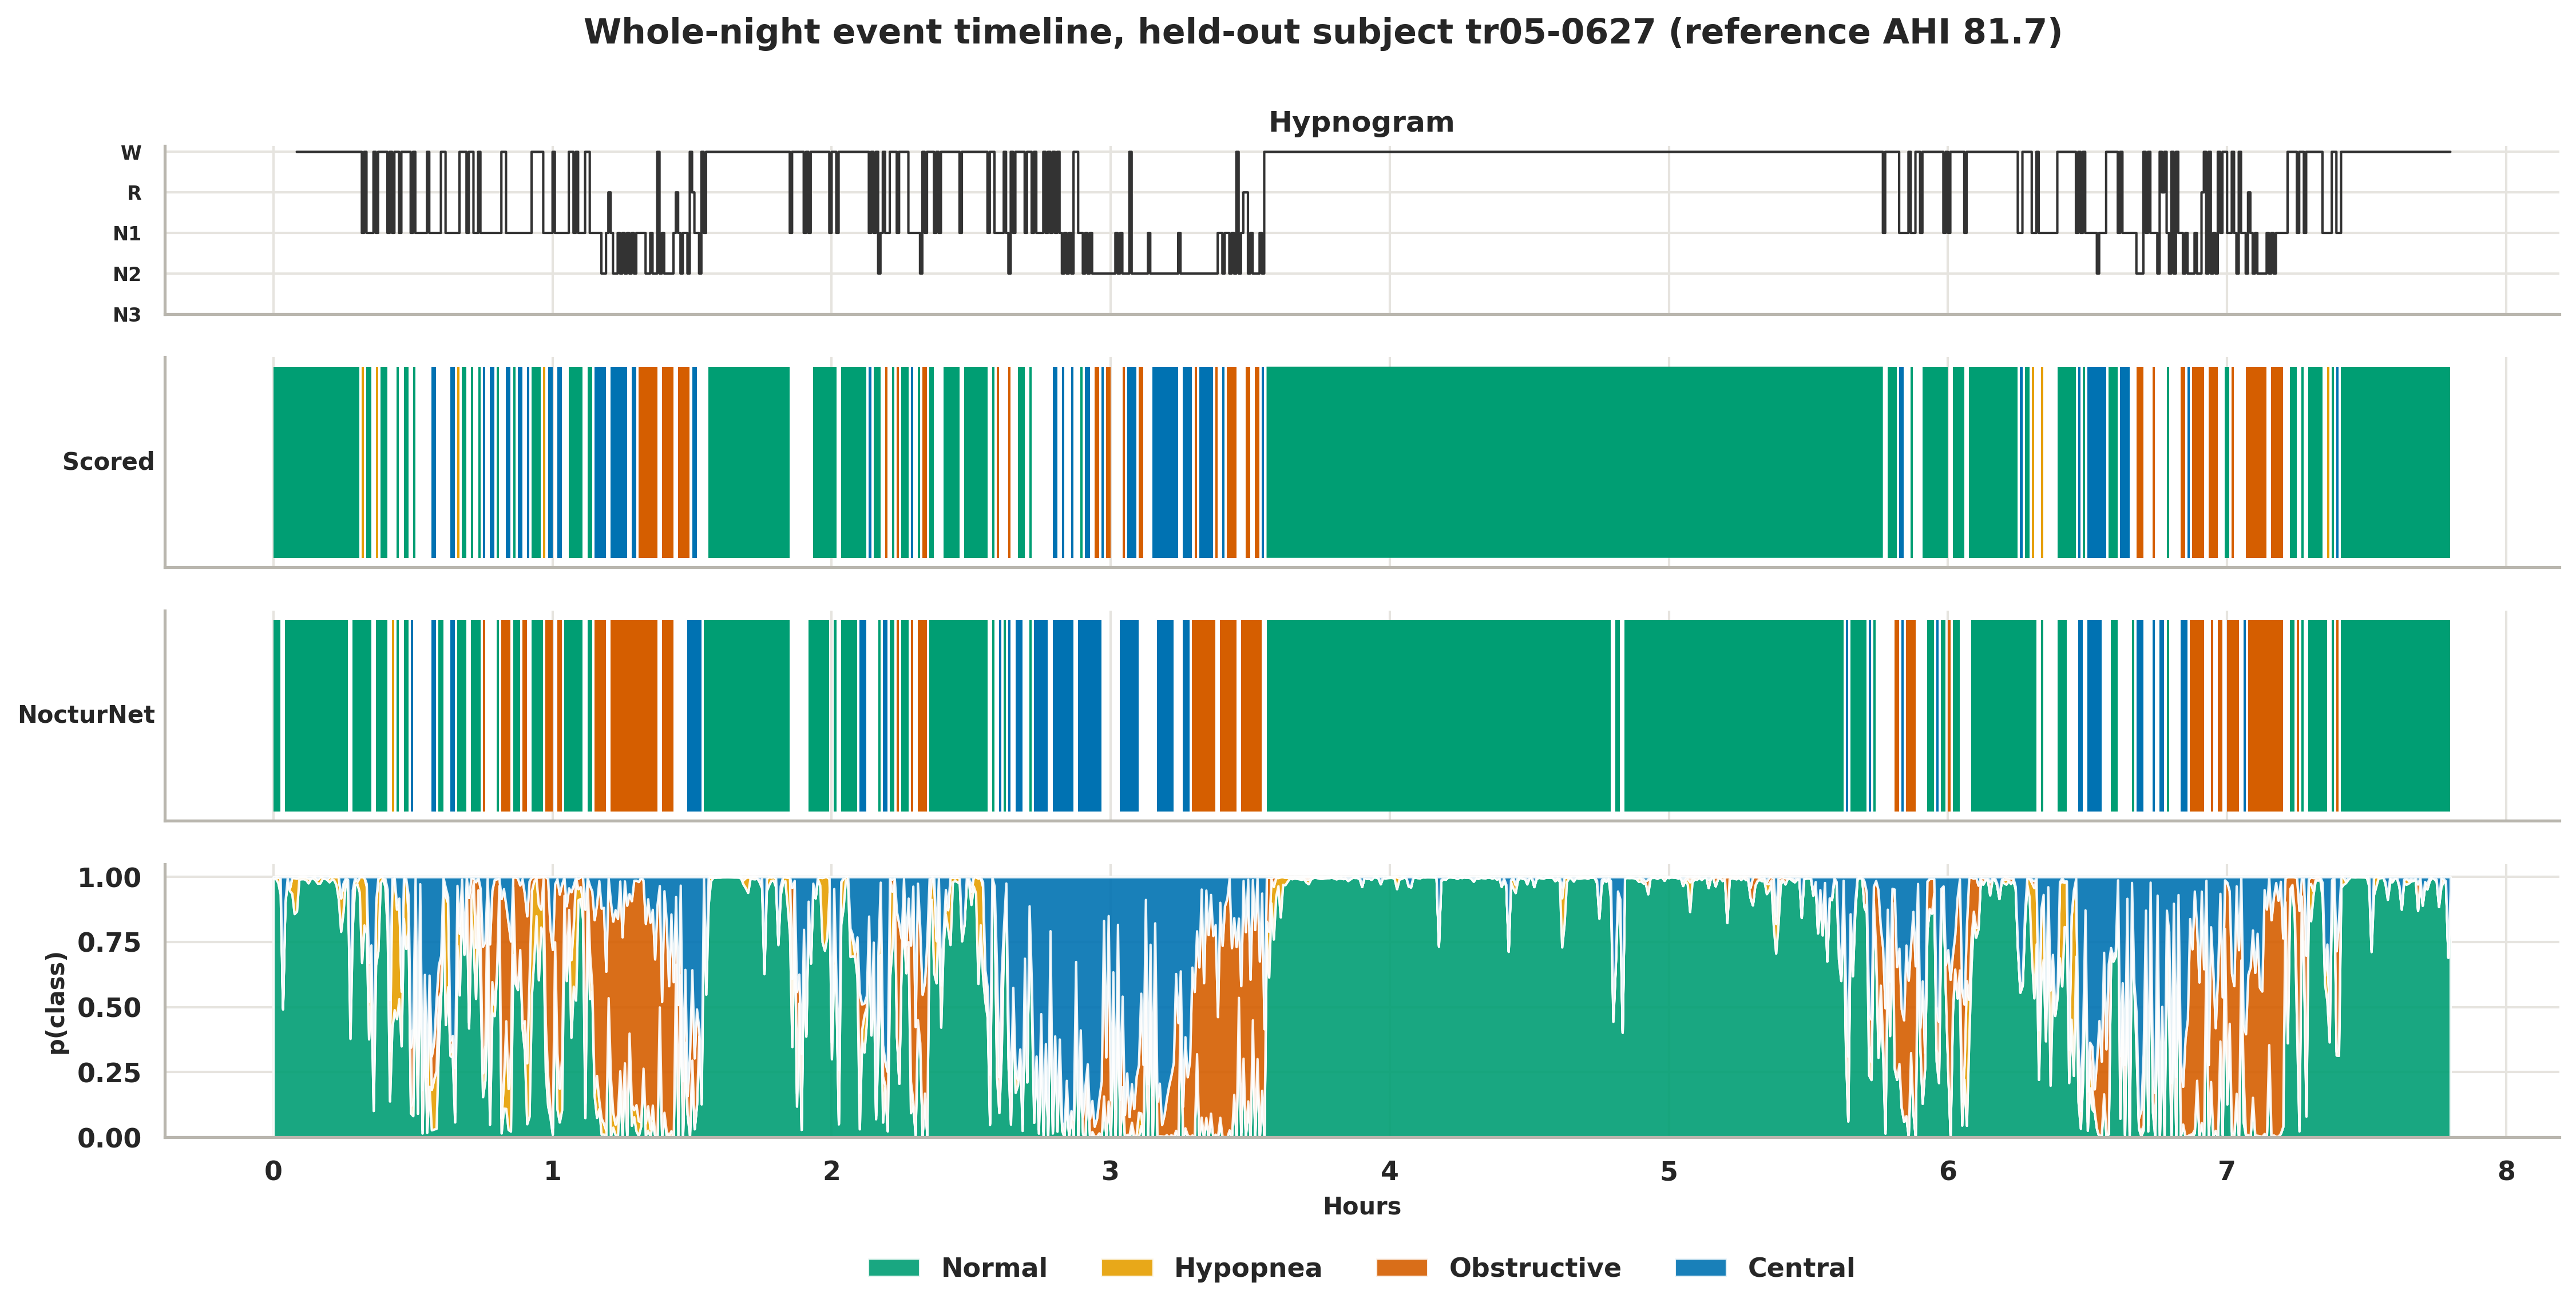 Whole-night event timeline, held-out subject tr05-0627 (reference AHI 81.7)
Hypnogram
W
R
N1
N2
N3
Scored
NocturNet
1.00
0.75
0.50
0.25
0.00
p(class)
0 1 2 3 4 5 6 7 8
Hours
Normal Hypopnea Obstructive Central